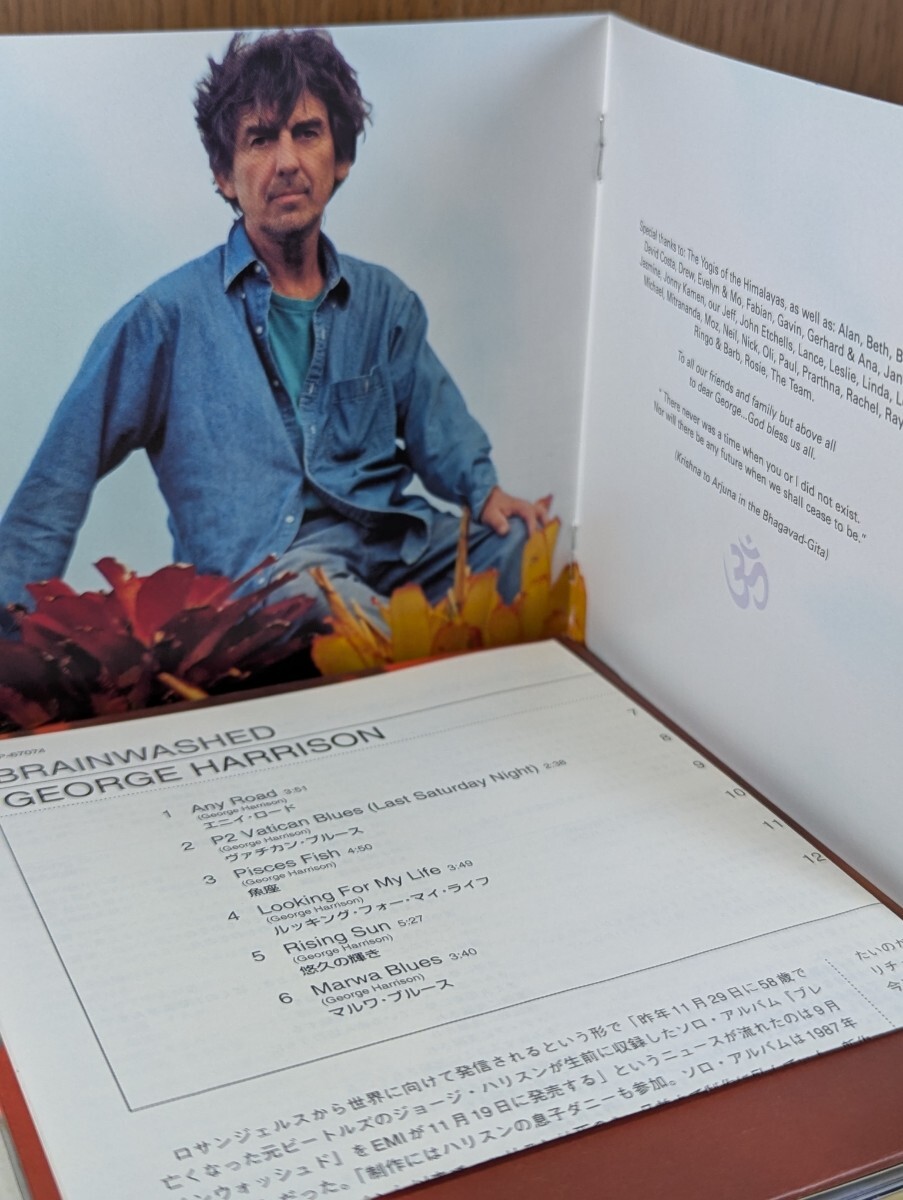 Special thanks to: The Yogis of the Himalayas, as well as: Alan, Beth,
David Costa, Drew, Evelyn & Mo, Fabian, Gavin, Gerhard & Ana,
Jasmine, Jonny Kamen, our Jeff, John Etchells, Lance, Leslie, Linda,
Michael, Mitrananda, Moz, Neil, Nick, Oli, Paul, Prarthna, Rachel,
Ringo & Barb, Rosie, The Team.
To all our friends and family but above all
to dear George...God bless us all.
"There never was a time when you or I did not exist.
Nor will there be any future when we shall cease to be."
(Krishna to Arjuna in the Bhagavad-Gita)
ॐ
-67074
BRAINWASHED
GEORGE HARRISON
1 Any Road 3:51
(George Harrison)
エニイ・ロード
2 P2 Vatican Blues (Last Saturday Night) 2:38
(George Harrison)
ヴァチカン・ブルース
3 Pisces Fish 4:50
(George Harrison)
魚座
4 Looking For My Life 3:49
(George Harrison)
ルッキング・フォー・マイ・ライフ
5 Rising Sun 5:27
(George Harrison)
悠久の輝き
6 Marwa Blues 3:40
(George Harrison)
マルワ・ブルース
7
8
9
10
11
12
ロサンジェルスから世界に向けて発信されるという形で「昨年11月29日に58歳で
亡くなった元ビートルズのジョージ・ハリスンが生前に収録したソロ・アルバム『ブレ
インウォッシュド』をEMIが11月19日に発売する」というニュースが流れたのは9月
だった。「制作にはハリスンの息子ダニーも参加。ソロ・アルバムは1987年
たいのが
リチ
今